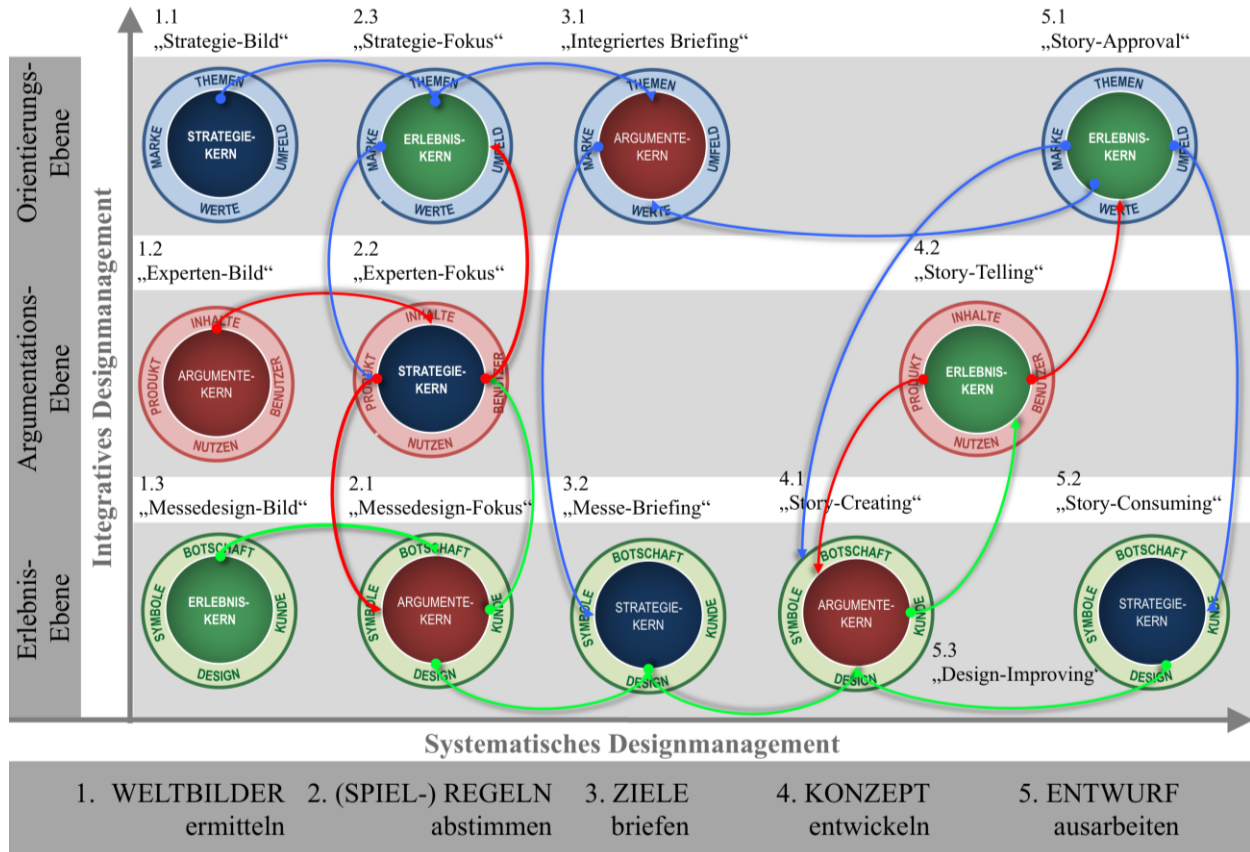 1.1
„Strategie-Bild“
2.3
„Strategie-Fokus“
3.1
„Integriertes Briefing“
5.1
„Story-Approval“
Orientierungs-
Ebene
THEMEN
MARKE
STRATEGIE-
KERN
UMFELD
WERTE
THEMEN
MARKE
ERLEBNIS-
KERN
UMFELD
WERTE
THEMEN
MARKE
ARGUMENTE-
KERN
UMFELD
WERTE
THEMEN
MARKE
ERLEBNIS-
KERN
UMFELD
WERTE
Integratives Designmanagement
1.2
„Experten-Bild“
2.2
„Experten-Fokus“
4.2
„Story-Telling“
Argumentations-
Ebene
INHALTE
PRODUKT
ARGUMENTE-
KERN
BENUTZER
NUTZEN
INHALTE
PRODUKT
STRATEGIE-
KERN
BENUTZER
NUTZEN
INHALTE
PRODUKT
ERLEBNIS-
KERN
BENUTZER
NUTZEN
1.3
„Messedesign-Bild“
2.1
„Messedesign-Fokus“
3.2
„Messe-Briefing“
4.1
„Story-Creating“
5.2
„Story-Consuming“
Erlebnis-
Ebene
BOTSCHAFT
SYMBOLE
ERLEBNIS-
KERN
KUNDE
DESIGN
BOTSCHAFT
SYMBOLE
ARGUMENTE-
KERN
KUNDE
DESIGN
BOTSCHAFT
SYMBOLE
STRATEGIE-
KERN
KUNDE
DESIGN
BOTSCHAFT
SYMBOLE
ARGUMENTE-
KERN
KUNDE
DESIGN
BOTSCHAFT
SYMBOLE
STRATEGIE-
KERN
KUNDE
DESIGN
5.3
„Design-Improving“
Systematisches Designmanagement
1. WELTBILDER
ermitteln
2. (SPIEL-) REGELN
abstimmen
3. ZIELE
briefen
4. KONZEPT
entwickeln
5. ENTWURF
ausarbeiten